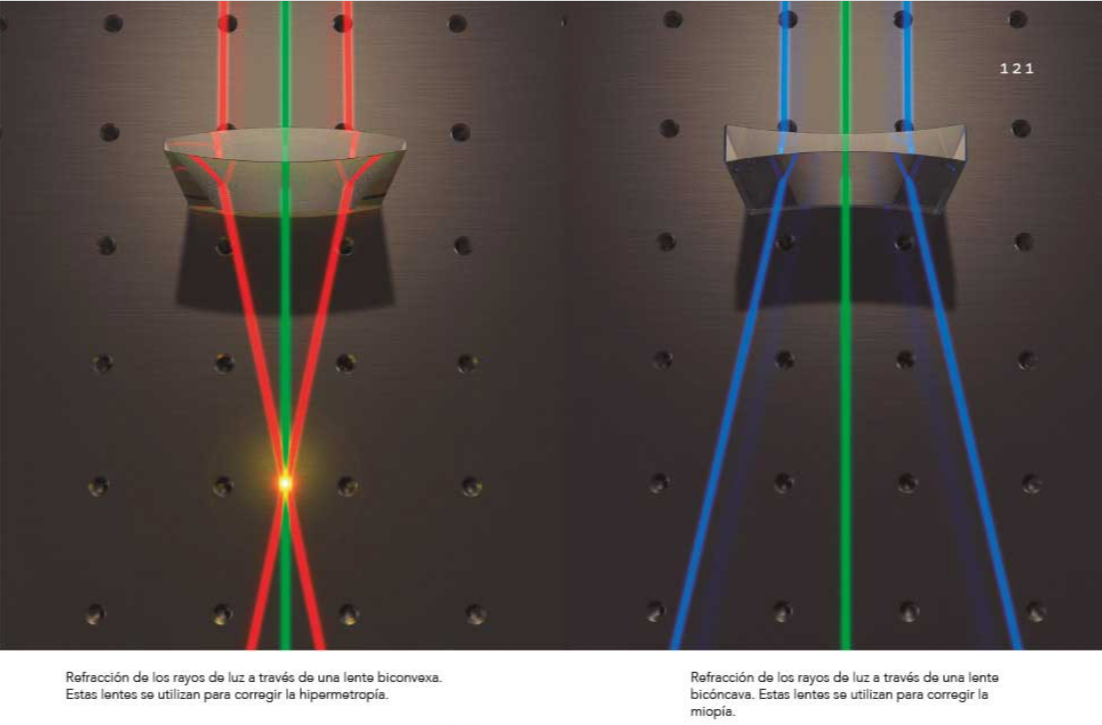 121
Refracción de los rayos de luz a través de una lente biconvexa.
Estas lentes se utilizan para corregir la hipermetropía.
Refracción de los rayos de luz a través de una lente
bicóncava. Estas lentes se utilizan para corregir la
miopía.